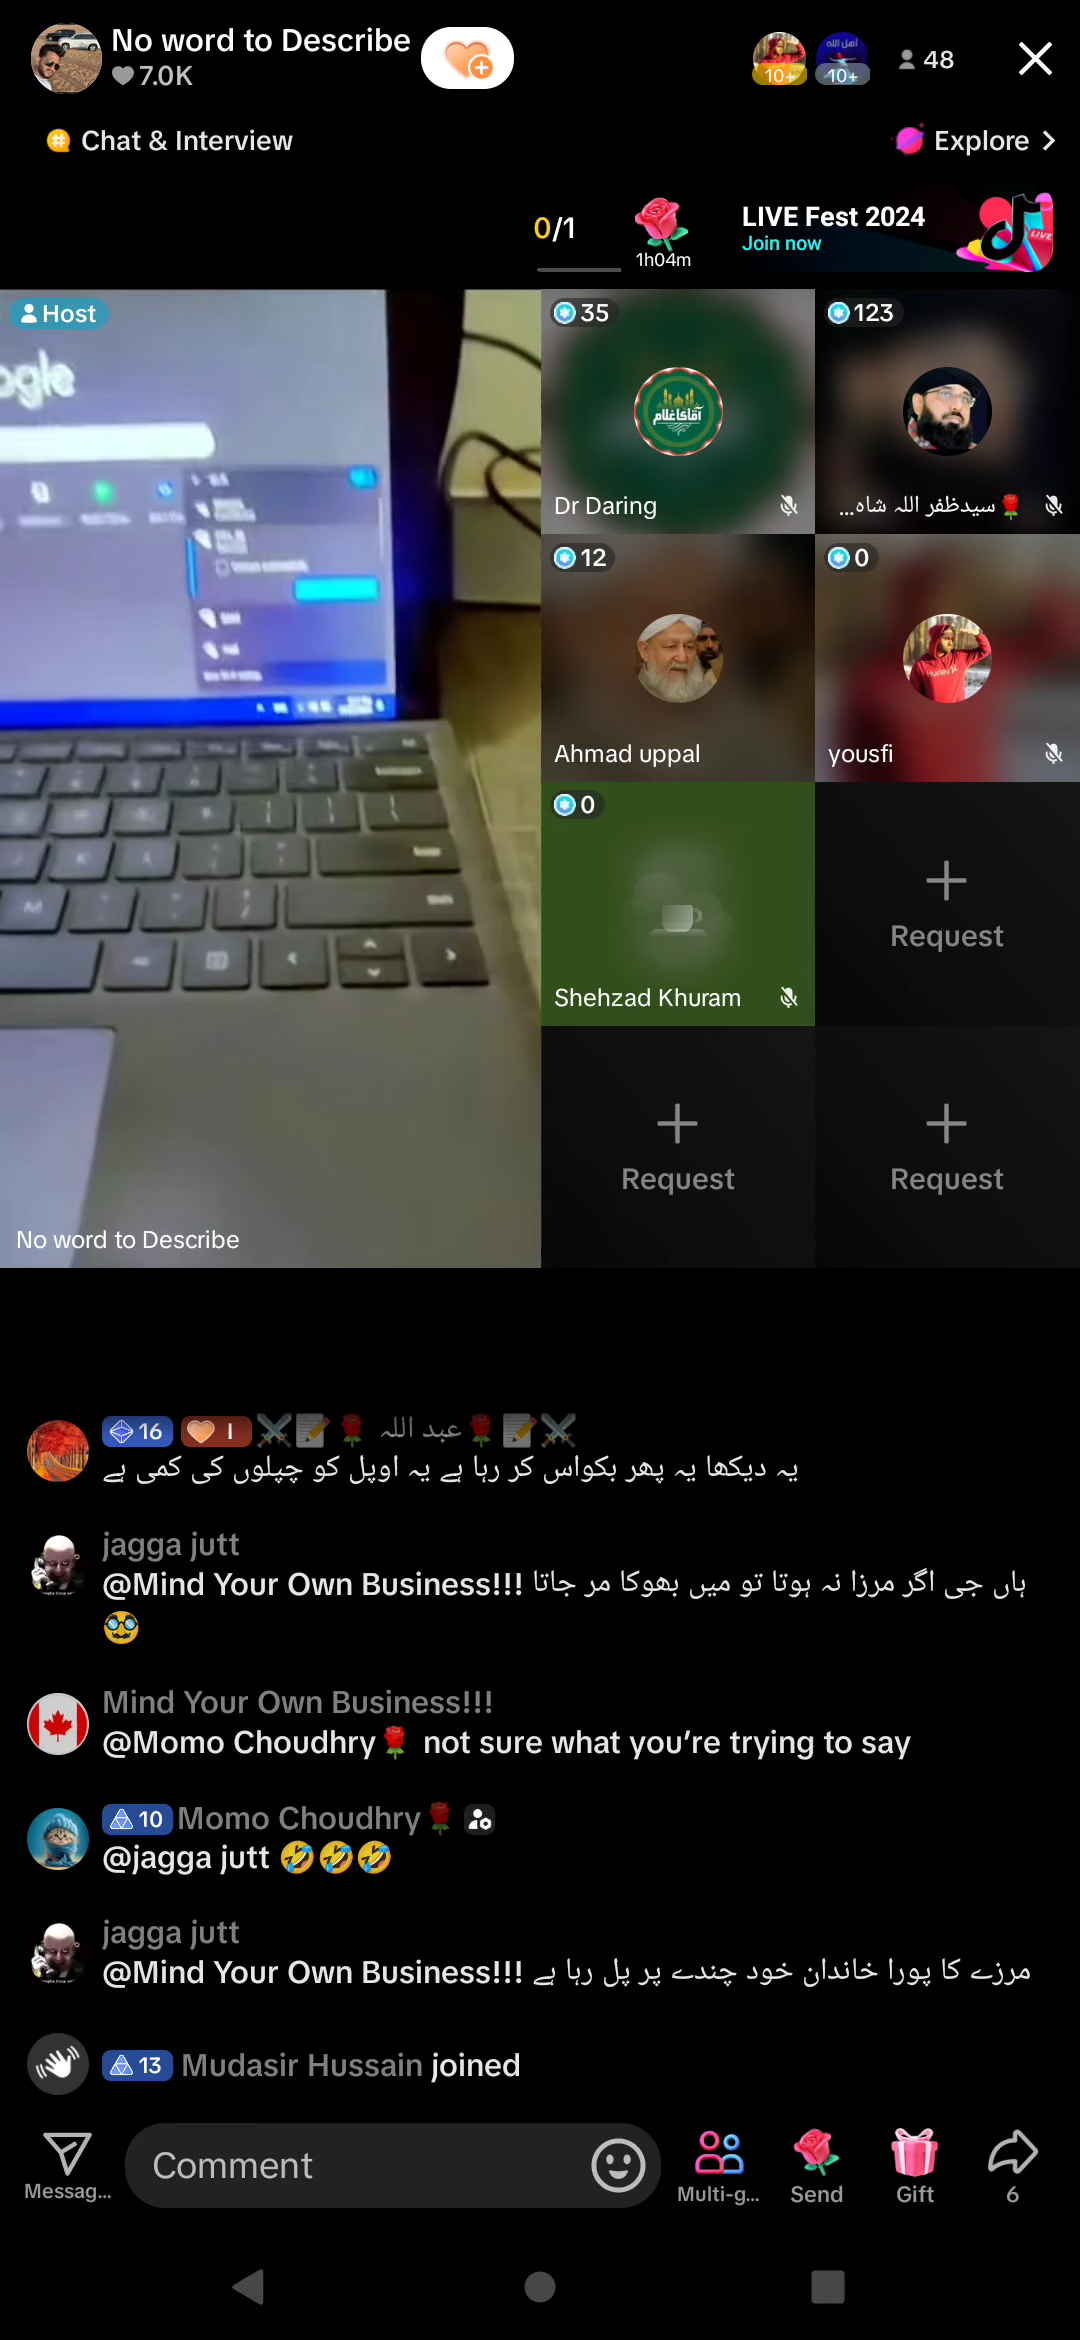 No word to Describe
7.0K
10+
10+
48
Chat & Interview
Explore
0/1
1h04m
LIVE Fest 2024
Join now
LIVE
Host
ogle
35
آقای غلام
Dr Daring
123
سیدظفر اللہ شاہ...
12
Ahmad uppal
0
yousfi
0
Shehzad Khuram
Request
Request
Request
No word to Describe
16 I ⚔️📝🌹 عبد اللہ 🌹📝⚔️
یہ دیکھا یہ پھر بکواس کر رہا ہے یہ اوپل کو چپلوں کی کمی ہے
jagga jutt
@Mind Your Own Business!!! ہاں جی اگر مرزا نہ ہوتا تو میں بھوکا مر جاتا
🥸
Mind Your Own Business!!!
@Momo Choudhry🌹 not sure what you’re trying to say
10 Momo Choudhry🌹
@jagga jutt 🤣🤣🤣
jagga jutt
@Mind Your Own Business!!! مرزے کا پورا خاندان خود چندے پر پل رہا ہے
13 Mudasir Hussain joined
Comment
Messag...
Multi-g...
Send
Gift
6